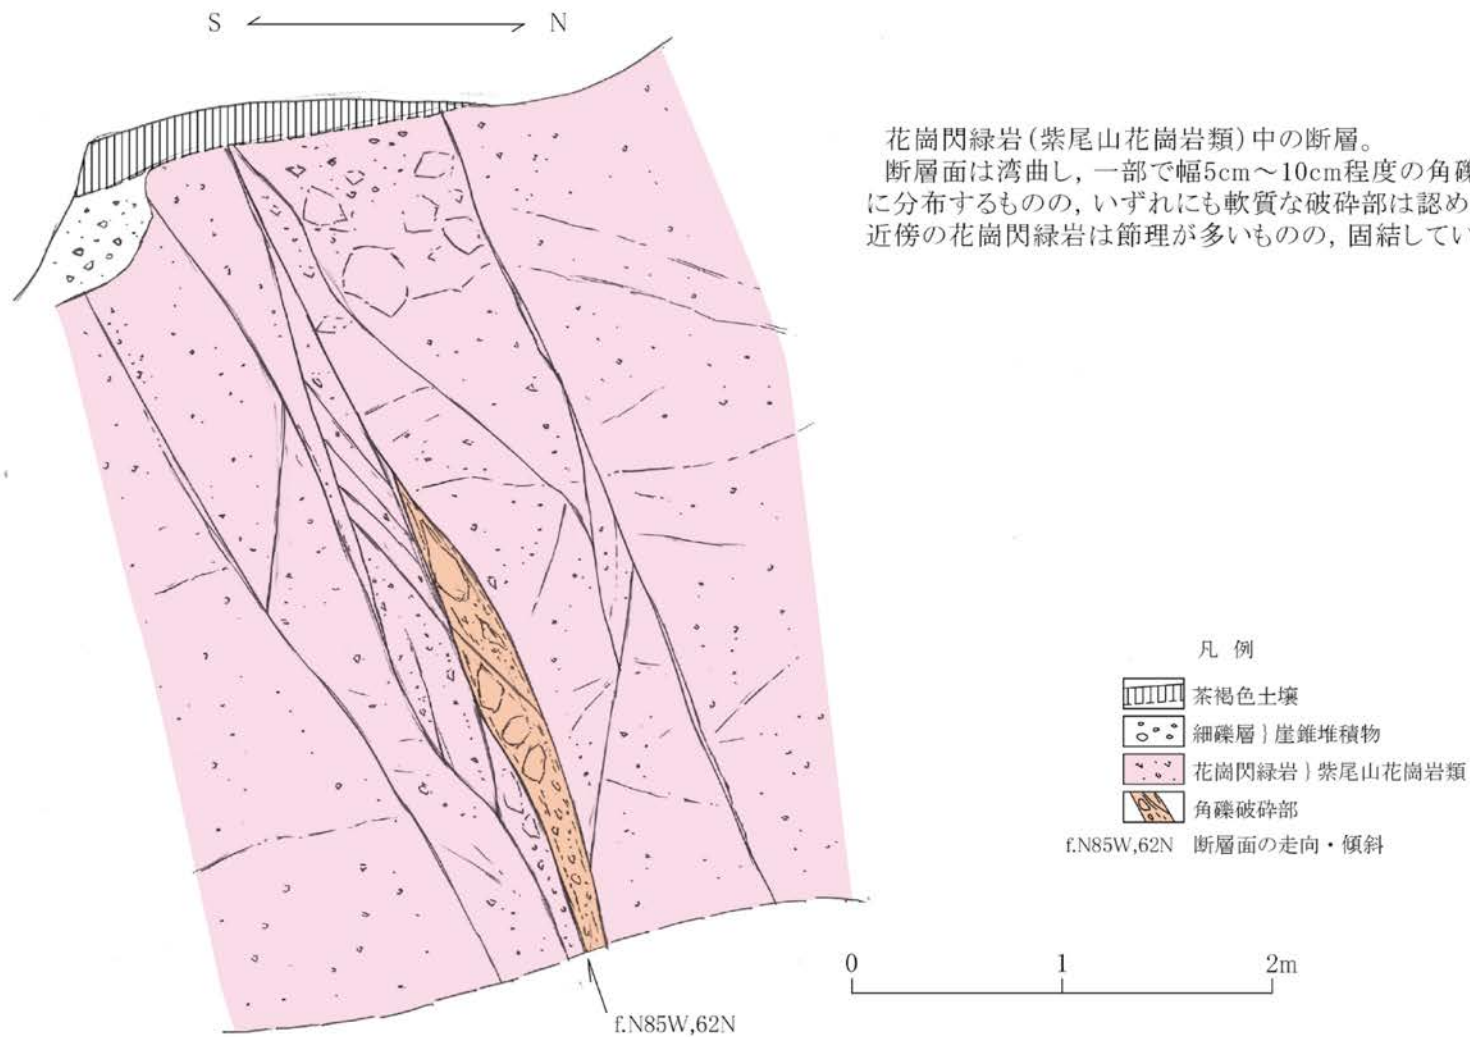 S N
花崗閃緑岩(紫尾山花崗岩類)中の断層。
断層面は湾曲し，一部で幅5cm～10cm程度の角礫
に分布するものの，いずれにも軟質な破砕部は認め
近傍の花崗閃緑岩は節理が多いものの，固結してい
凡 例
茶褐色土壌
細礫層 } 崖錐堆積物
花崗閃緑岩 } 紫尾山花崗岩類
角礫破砕部
f.N85W,62N 断層面の走向・傾斜
0 1 2m
f.N85W,62N